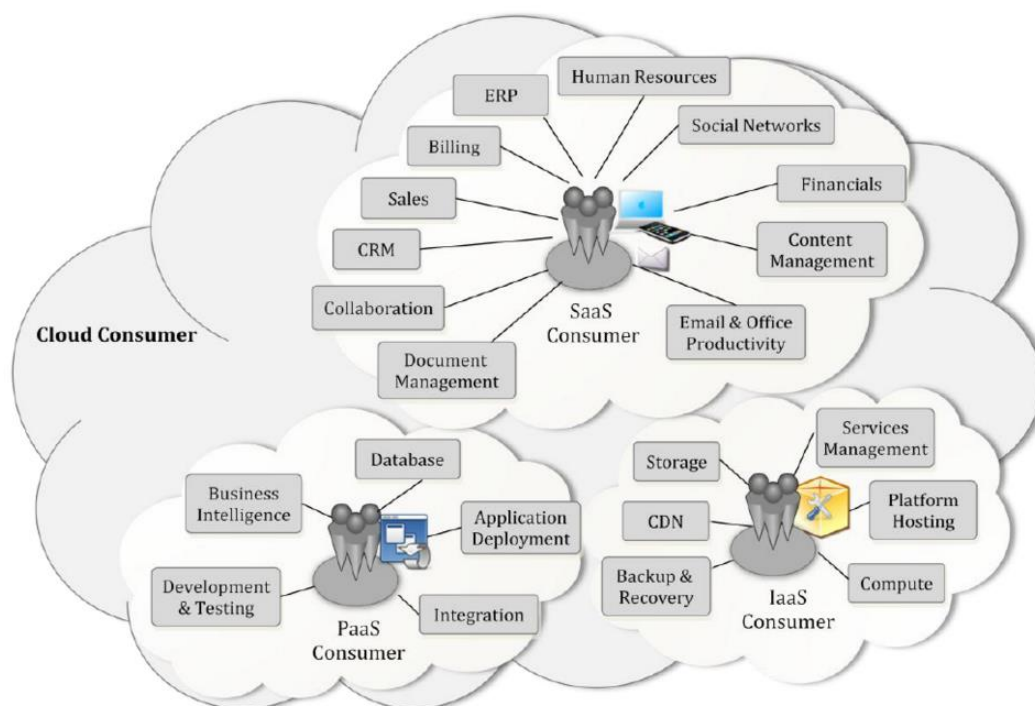 Human Resources
ERP
Social Networks
Billing
Financials
Sales
CRM
Content
Management
Collaboration
SaaS
Consumer
Email & Office
Productivity
Document
Management
Cloud Consumer
Database
Business
Intelligence
Application
Deployment
Development
& Testing
Integration
PaaS
Consumer
Services
Management
Storage
Platform
Hosting
CDN
Backup &
Recovery
Compute
IaaS
Consumer